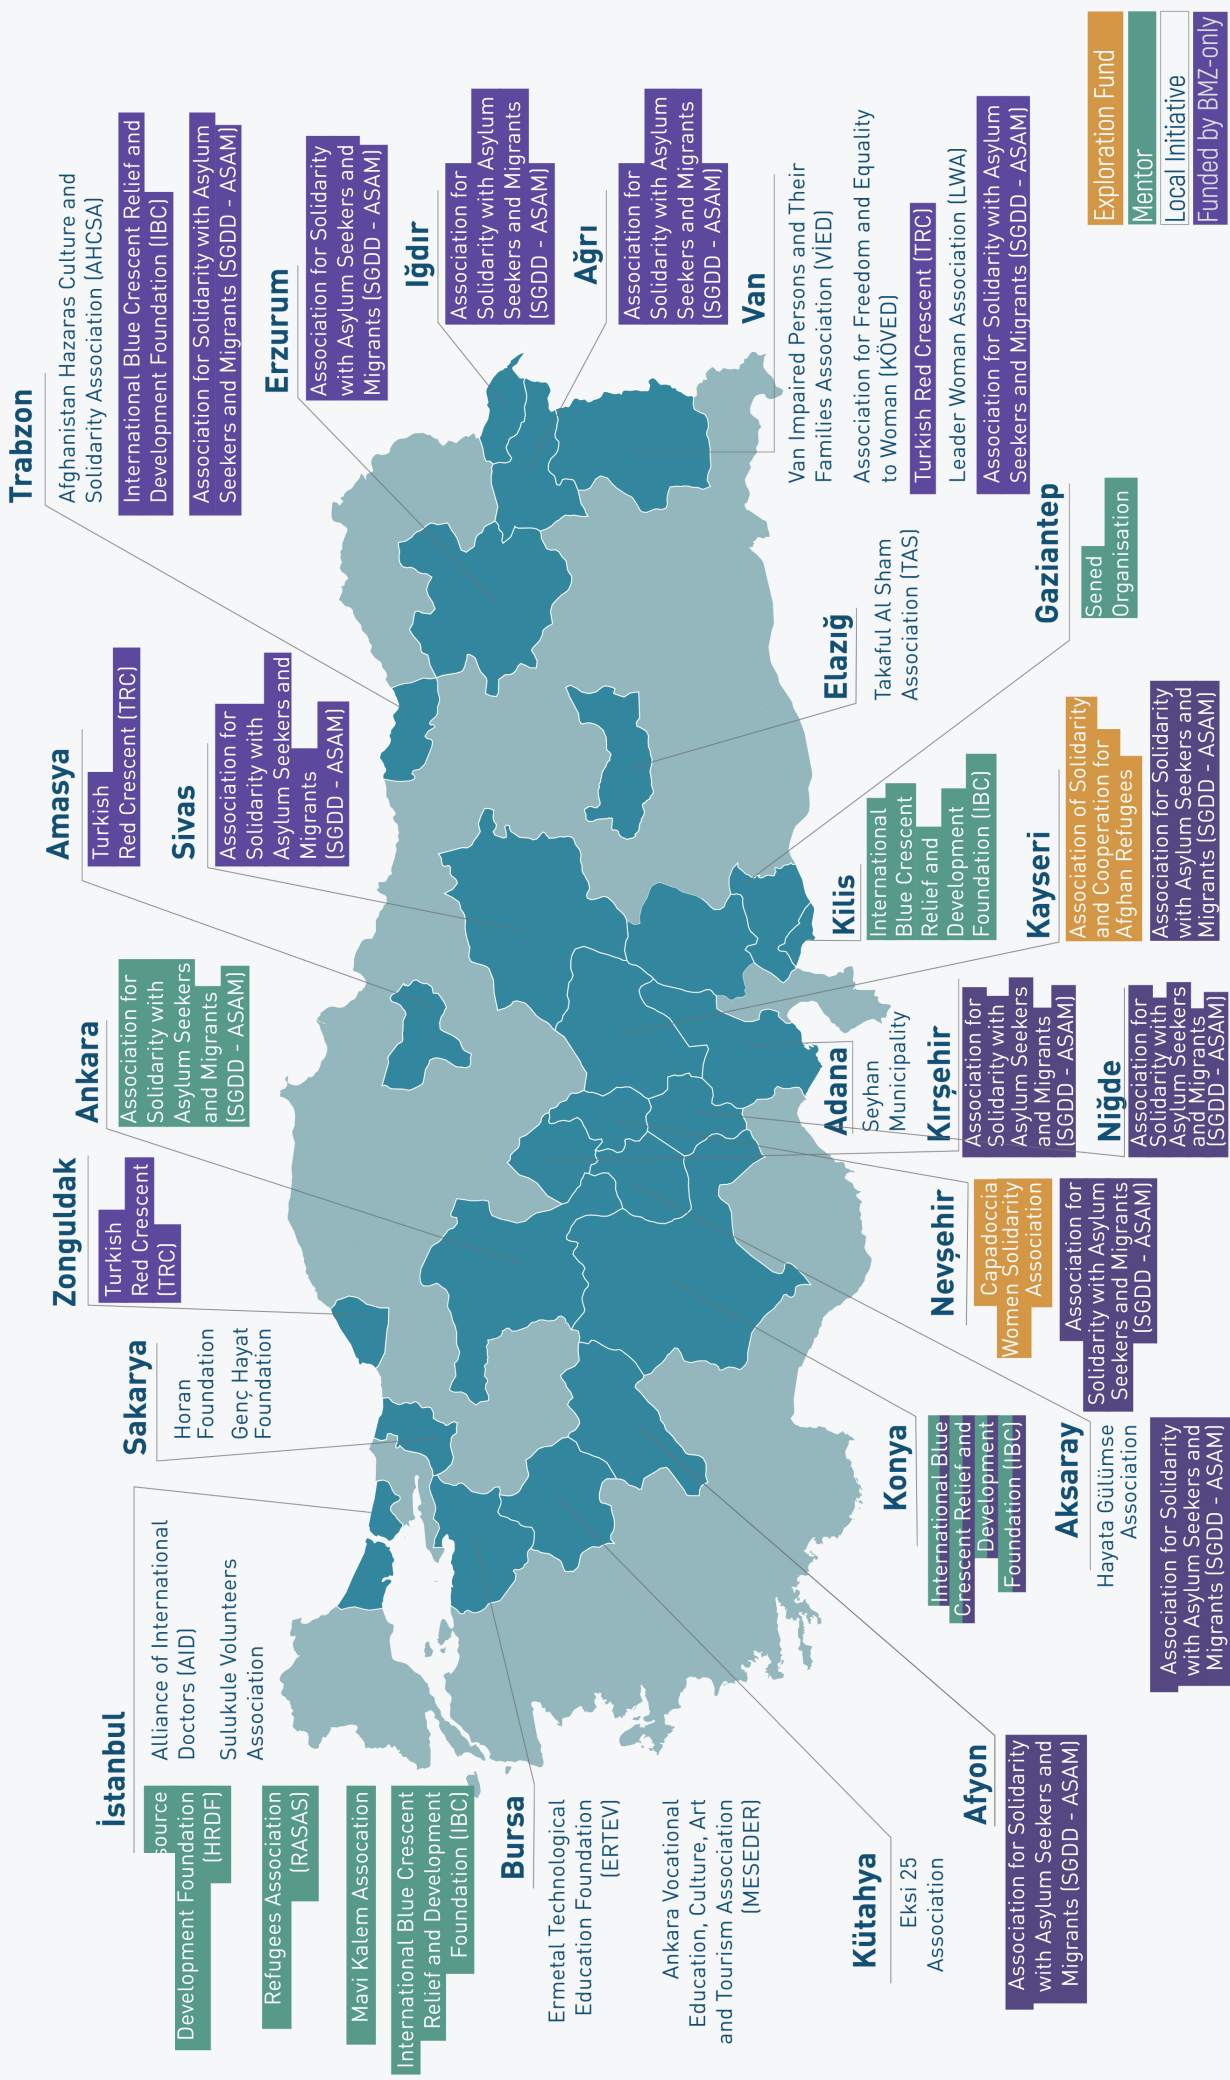 İstanbul
source
Development Foundation
(HRDF)
Refugees Association
(RASAS)
Mavi Kalem Assocation
International Blue Crescent
Relief and Development
Foundation (IBC)
Alliance of International
Doctors (AID)
Sulukule Volunteers
Association
Sakarya
Horan
Foundation
Genç Hayat
Foundation
Zonguldak
Turkish
Red Crescent
(TRC)
Ankara
Association for
Solidarity with
Asylum Seekers
and Migrants
(SGDD - ASAM)
Amasya
Turkish
Red Crescent (TRC)
Sivas
Association for
Solidarity with
Asylum Seekers and
Migrants
(SGDD - ASAM)
Trabzon
Afghanistan Hazaras Culture and
Solidarity Association (AHCSA)
International Blue Crescent Relief and
Development Foundation (IBC)
Association for Solidarity with Asylum
Seekers and Migrants (SGDD - ASAM)
Erzurum
Association for Solidarity
with Asylum Seekers and
Migrants (SGDD - ASAM)
Iğdır
Association for
Solidarity with Asylum
Seekers and Migrants
(SGDD - ASAM)
Ağrı
Association for
Solidarity with Asylum
Seekers and Migrants
(SGDD - ASAM)
Van
Van Impaired Persons and Their
Families Association (VİED)
Association for Freedom and Equality
to Woman (KÖVED)
Turkish Red Crescent (TRC)
Leader Woman Association (LWA)
Association for Solidarity with Asylum
Seekers and Migrants (SGDD - ASAM)
Bursa
Ermetal Technological
Education Foundation
(ERTEV)
Ankara Vocational
Education, Culture, Art
and Tourism Association
(MESEDER)
Kütahya
Eksi 25
Association
Afyon
Association for Solidarity
with Asylum Seekers and
Migrants (SGDD - ASAM)
Konya
International Blue
Crescent Relief and
Development
Foundation (IBC)
Aksaray
Hayata Gülümse
Association
Association for Solidarity
with Asylum Seekers and
Migrants (SGDD - ASAM)
Nevşehir
Capadoccia
Women Solidarity
Association
Association for
Solidarity with Asylum
Seekers and Migrants
(SGDD - ASAM)
Adana
Seyhan
Municipality
Kırşehir
Association for
Solidarity with
Asylum Seekers
and Migrants
(SGDD - ASAM)
Niğde
Association for
Solidarity with
Asylum Seekers
and Migrants
(SGDD - ASAM)
Kilis
International
Blue Crescent
Relief and
Development
Foundation (IBC)
Kayseri
Association of Solidarity
and Cooperation for
Afghan Refugees
Association for Solidarity
with Asylum Seekers and
Migrants (SGDD - ASAM)
Elazığ
Takaful Al Sham
Association (TAS)
Gaziantep
Sened
Organisation
Exploration Fund
Mentor
Local Initiative
Funded by BMZ-only